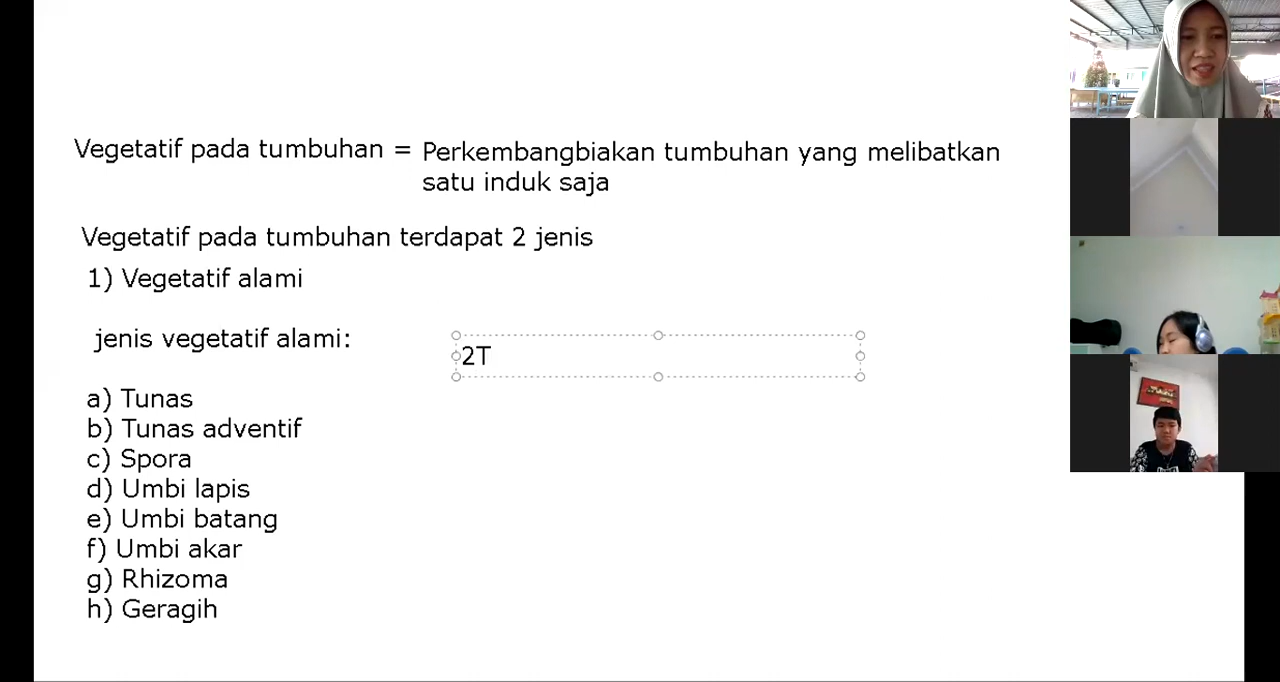 Vegetatif pada tumbuhan = Perkembangbiakan tumbuhan yang melibatkan
satu induk saja
Vegetatif pada tumbuhan terdapat 2 jenis
1) Vegetatif alami
jenis vegetatif alami:
2T
a) Tunas
b) Tunas adventif
c) Spora
d) Umbi lapis
e) Umbi batang
f) Umbi akar
g) Rhizoma
h) Geragih